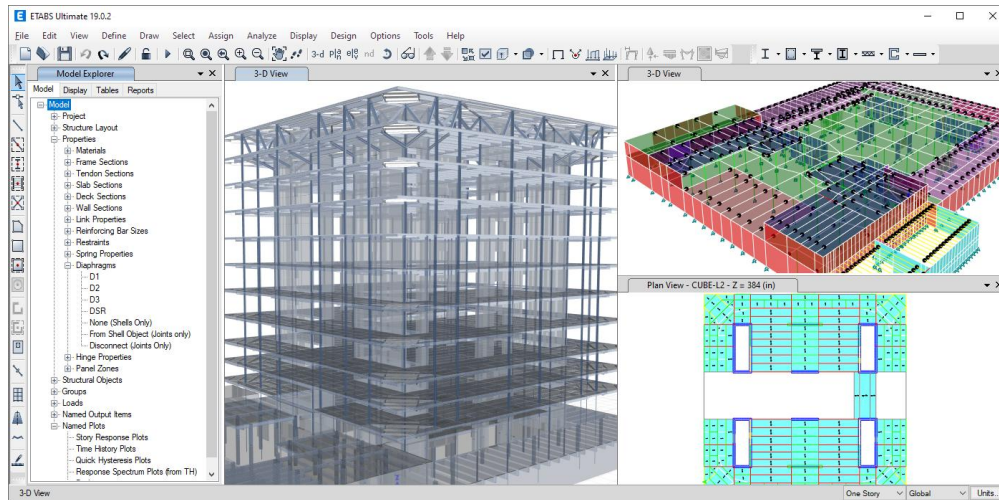 ETABS Ultimate 19.0.2
File Edit View Define Draw Select Assign Analyze Display Design Options Tools Help
3-d nd
Model Explorer
Model Display Tables Reports
Model
Project
Structure Layout
Properties
Materials
Frame Sections
Tendon Sections
Slab Sections
Deck Sections
Wall Sections
Link Properties
Reinforcing Bar Sizes
Restraints
Spring Properties
Diaphragms
D1
D2
D3
DSR
None (Shells Only)
From Shell Object (Joints only)
Disconnect (Joints Only)
Hinge Properties
Panel Zones
Structural Objects
Groups
Loads
Named Output Items
Named Plots
Story Response Plots
Time History Plots
Quick Hysteresis Plots
Response Spectrum Plots (from TH)
3-D View
3-D View
Plan View - CUBE-L2 - Z = 384 (in)
3-D View
One Story Global Units...